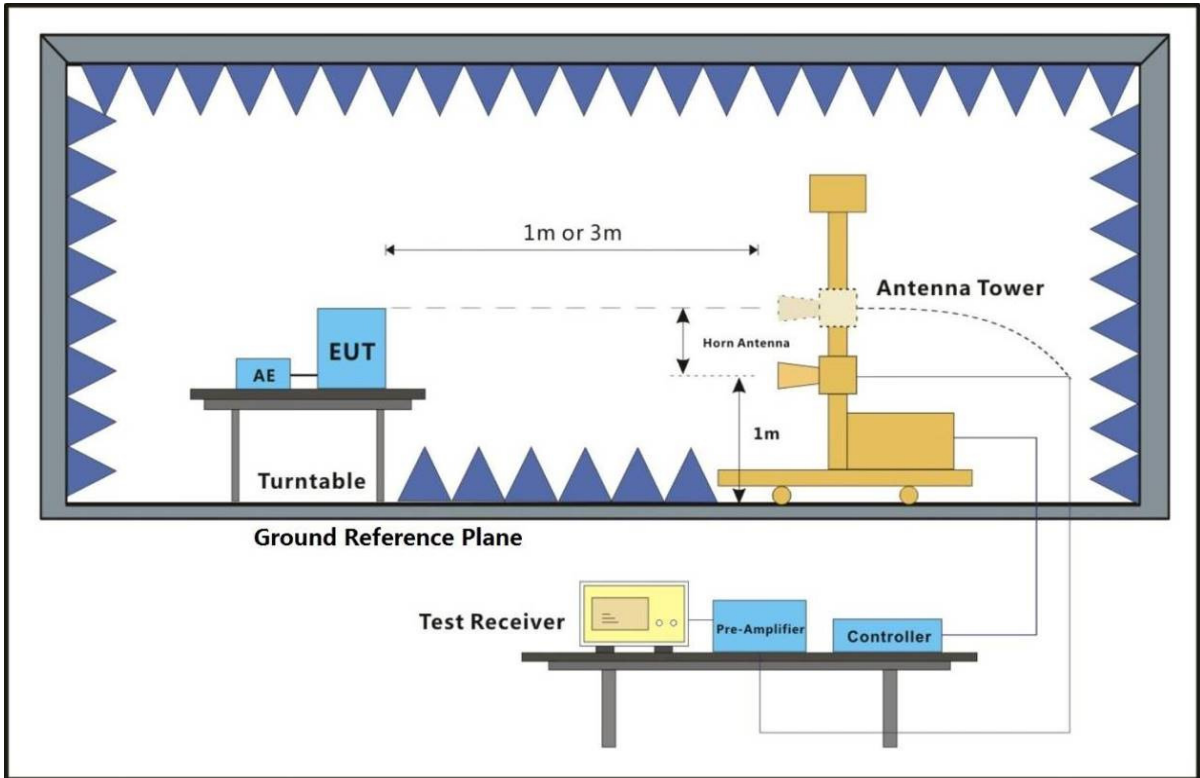 1m or 3m
Antenna Tower
Horn Antenna
EUT
AE
1m
Turntable
Ground Reference Plane
Test Receiver
Pre-Amplifier
Controller